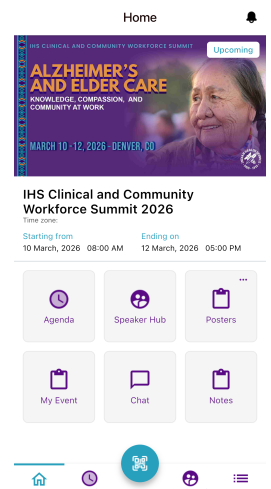 Home
IHS CLINICAL AND COMMUNITY WORKFORCE SUMMIT
Upcoming
ALZHEIMER'S
AND ELDER CARE
KNOWLEDGE, COMPASSION, AND
COMMUNITY AT WORK
MARCH 10 - 12, 2026 - DENVER, CO
IHS Clinical and Community
Workforce Summit 2026
Time zone:
Starting from
Ending on
10 March, 2026 08:00 AM
12 March, 2026 05:00 PM
Agenda
Speaker Hub
Posters
My Event
Chat
Notes